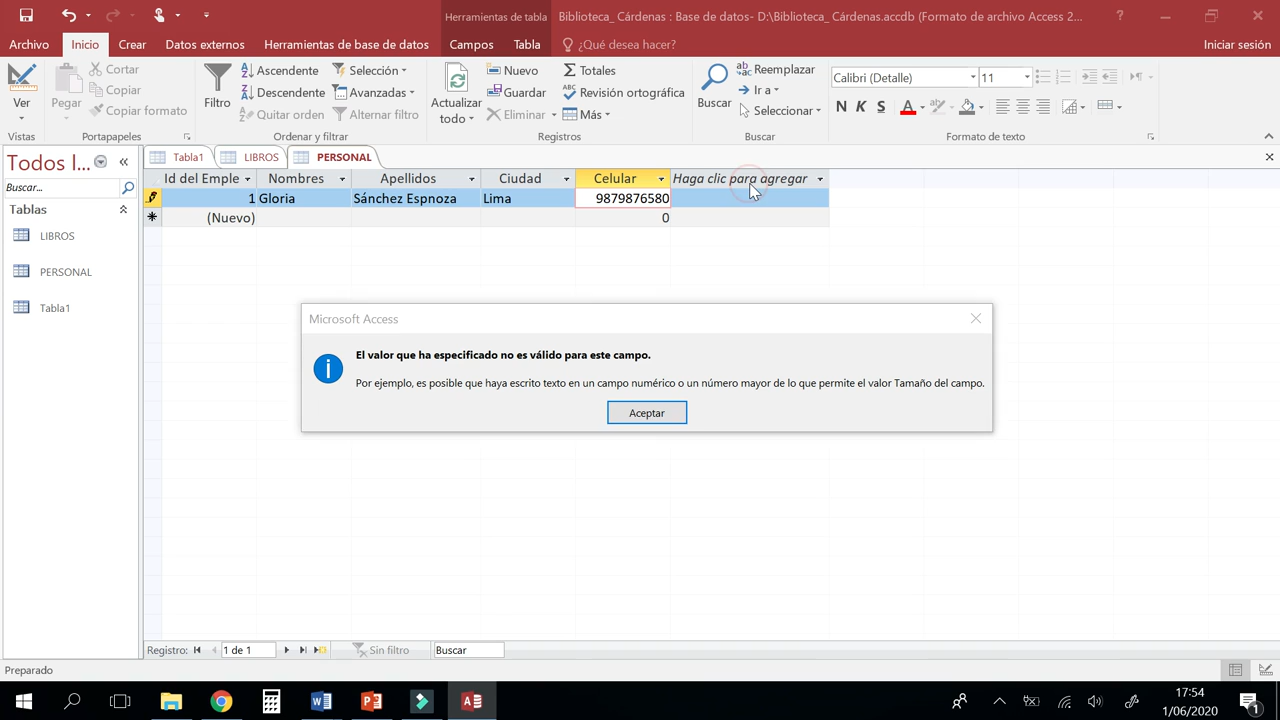 Herramientas de tabla
Biblioteca_ Cárdenas : Base de datos- D:\Biblioteca_ Cárdenas.accdb (Formato de archivo Access 2...
Archivo Inicio Crear Datos externos Herramientas de base de datos Campos Tabla ¿Qué desea hacer? Iniciar sesión
Ver
Vistas
Pegar
Cortar
Copiar
Copiar formato
Portapapeles
Filtro
Ascendente
Descendente
Quitar
Selección
Avanzadas
Alternar filtro
Ordenar y filtrar
Actualizar
todo
Nuevo
Guardar
Eliminar
Totales
Revisión ortográfica
Más
Registros
Buscar
Reemplazar
Ir a
Seleccionar
Buscar
Calibri (Detalle) 11
N K S A
Formato de texto
Todos l...
Buscar...
Tablas
LIBROS
PERSONAL
Tabla1
Tabla1 LIBROS PERSONAL
Id del Emple Nombres Apellidos Ciudad Celular Haga clic para agregar
1 Gloria Sánchez Espnoza Lima 9879876580
(Nuevo) 0
Microsoft Access
El valor que ha especificado no es válido para este campo.
Por ejemplo, es posible que haya escrito texto en un campo numérico o un número mayor de lo que permite el valor Tamaño del campo.
Aceptar
Registro: 1 de 1 Sin filtro Buscar
Preparado
17:54
1/06/2020
1